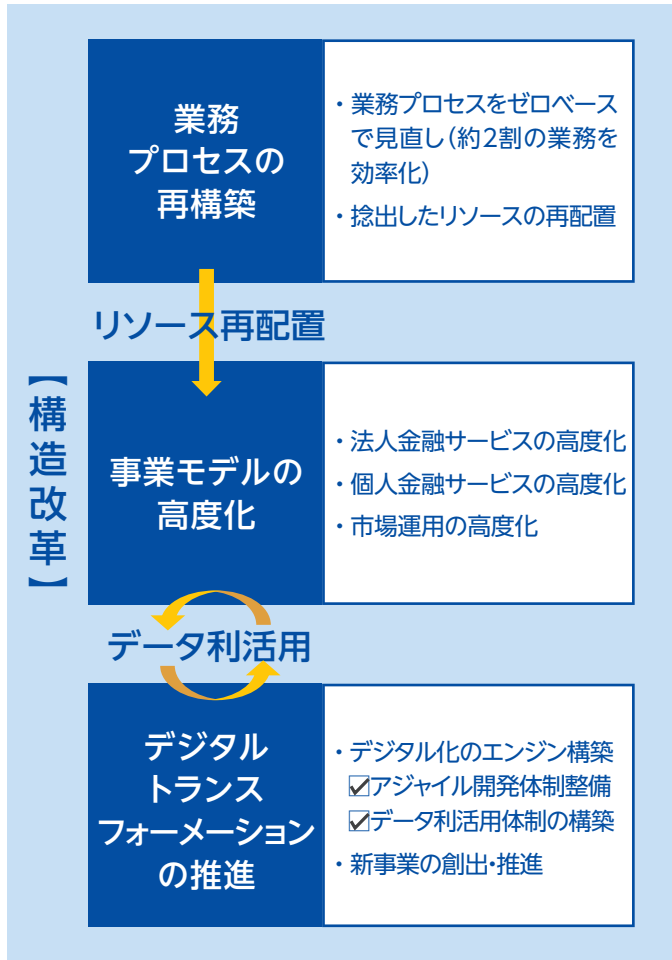 【構造改革】
業務
プロセスの
再構築
・業務プロセスをゼロベース
で見直し（約2割の業務を
効率化）
・捻出したリソースの再配置
リソース再配置
事業モデルの
高度化
・法人金融サービスの高度化
・個人金融サービスの高度化
・市場運用の高度化
データ利活用
デジタル
トランス
フォーメーション
の推進
・デジタル化のエンジン構築
☑アジャイル開発体制整備
☑データ利活用体制の構築
・新事業の創出・推進